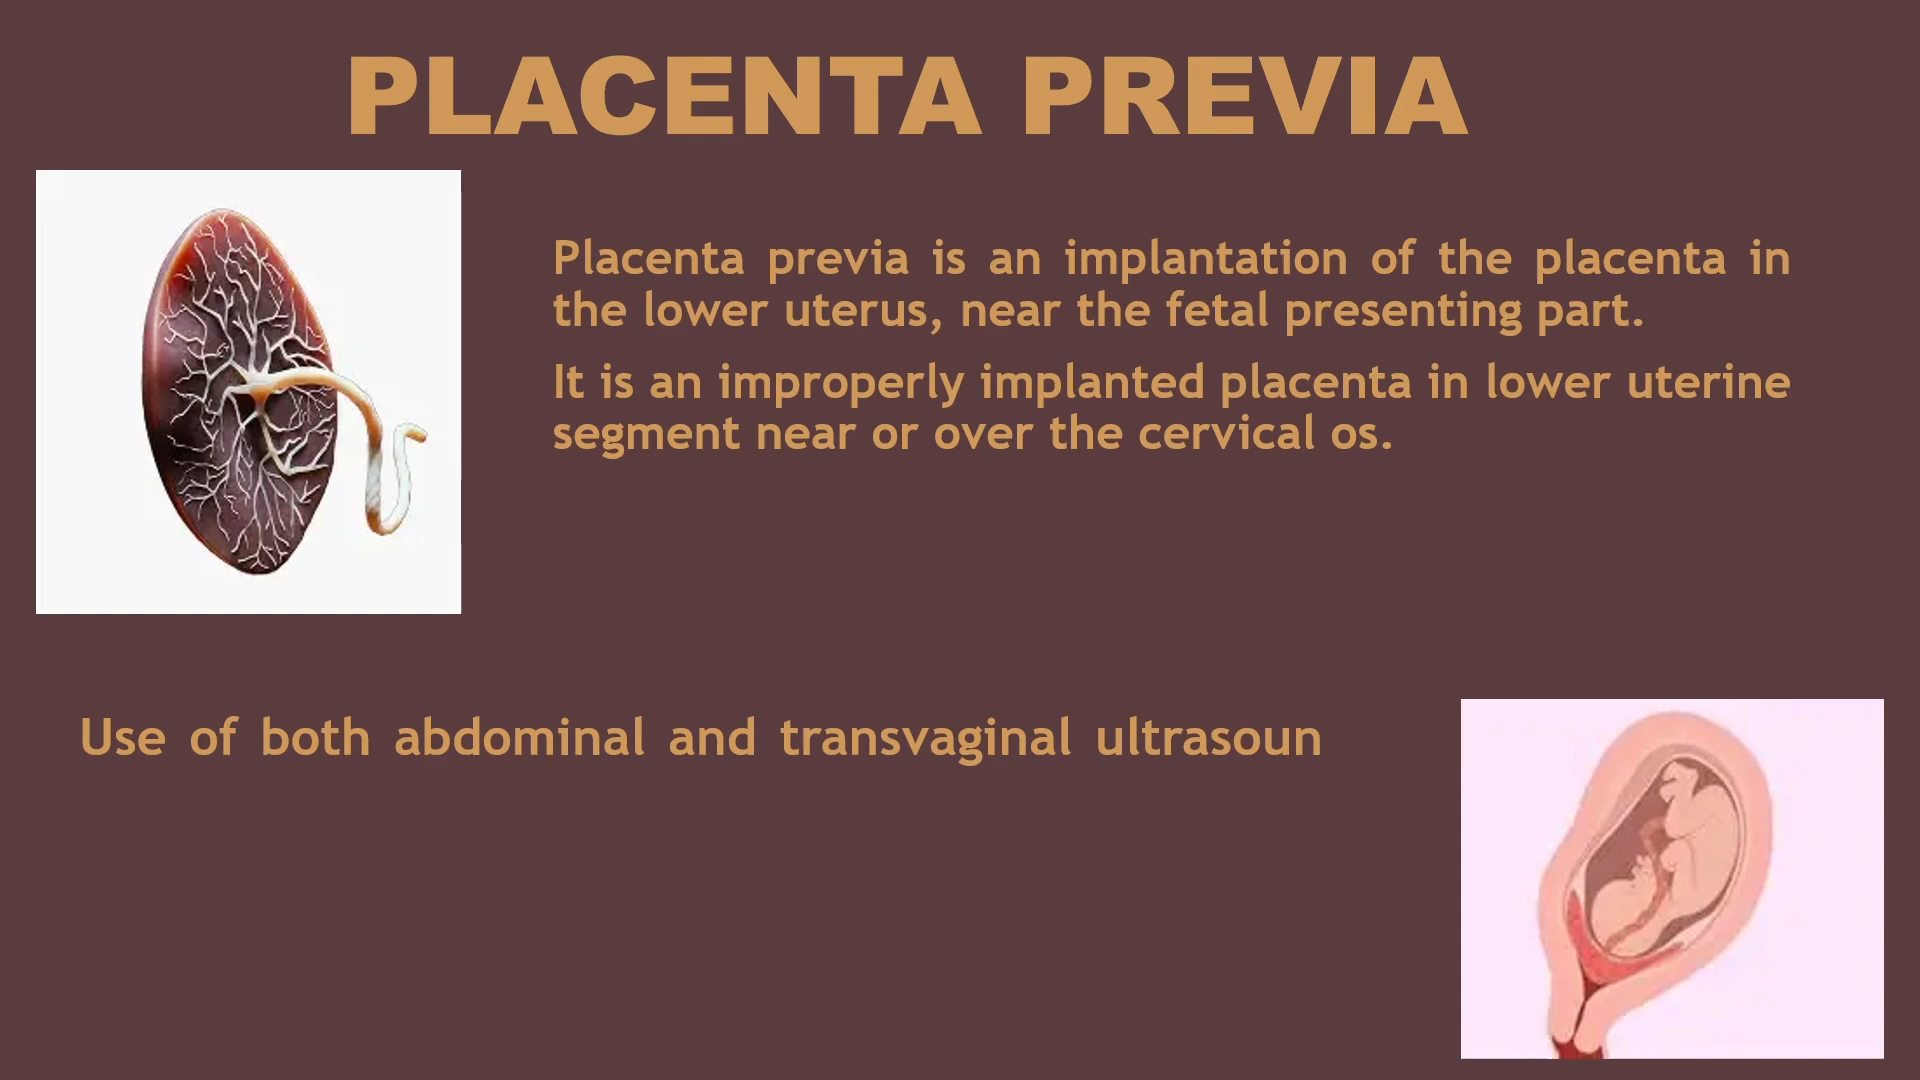 PLACENTA PREVIA
Placenta previa is an implantation of the placenta in
the lower uterus, near the fetal presenting part.
It is an improperly implanted placenta in lower uterine
segment near or over the cervical os.
Use of both abdominal and transvaginal ultrasoun